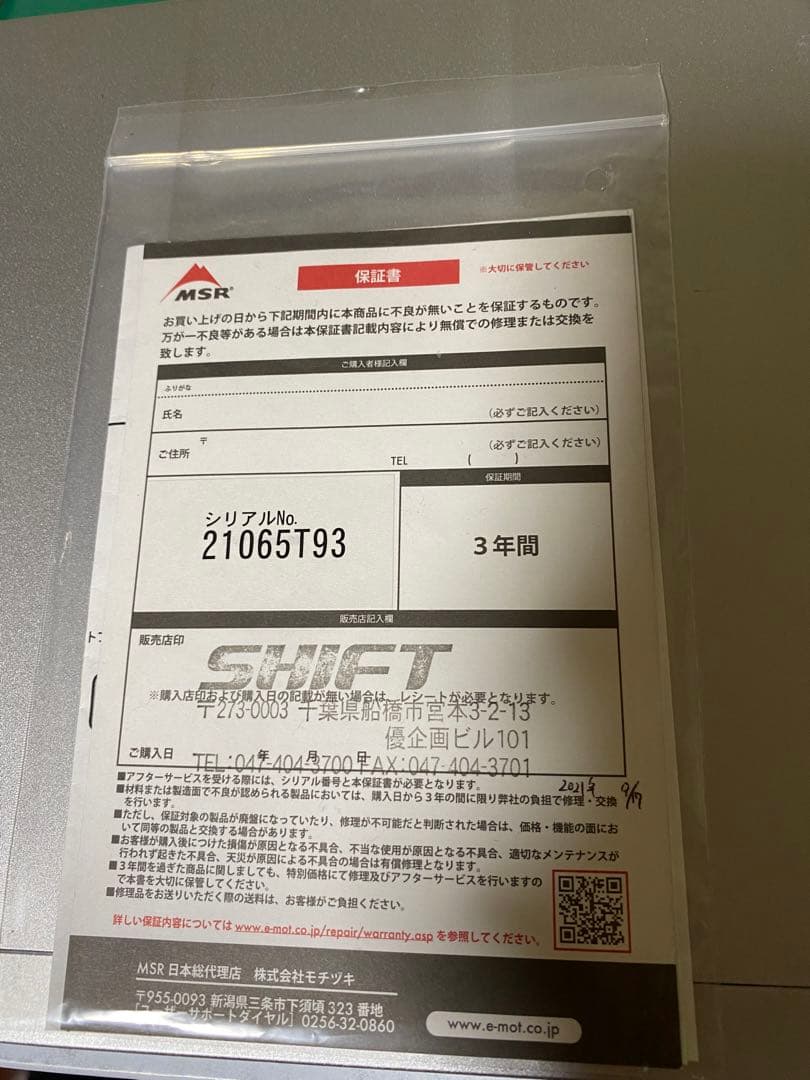 MSR®
保証書
※大切に保管してください
お買い上げの日から下記期間内に本商品に不良が無いことを保証するものです。
万が一不良等がある場合は本保証書記載内容により無償での修理または交換を
致します。
ご購入者様記入欄
ふりがな
氏名
(必ずご記入ください)
〒
ご住所
(必ずご記入ください)
TEL ( )
シリアルNo.
21065T93
保証期間
3年間
販売店記入欄
販売店印
SHIFT
※購入店印および購入日の記載が無い場合は、レシートが必要となります。
〒273-0003 千葉県船橋市宮本3-2-13
優企画ビル101
ご購入日 年 月 日
TEL:047-404-3700 FAX:047-404-3701
2021年 9/17
■アフターサービスを受ける際には、シリアル番号と本保証書が必要となります。
■材料または製造面で不良が認められる製品においては、購入日から3年の間に限り弊社の負担で修理・交換
を行います。
■ただし、保証対象の製品が廃盤になっていたり、修理が不可能だと判断された場合は、価格・機能の面にお
いて同等の製品と交換する場合があります。
■お客様が購入後につけた損傷が原因となる不具合、不当な使用が原因となる不具合、適切なメンテナンスが
行われず起きた不具合、天災が原因による不具合の場合は有償修理となります。
■3年間を過ぎた商品に関しましても、特別価格にて修理及びアフターサービスを行いますの
で本書を大切に保管してください。
■修理品をお送りいただく際の送料は、お客様がご負担ください。
詳しい保証内容については www.e-mot.co.jp/repair/warranty.asp を参照してください。
MSR 日本総代理店 株式会社モチヅキ
〒955-0093 新潟県三条市下須頃 323 番地
[ユーザーサポートダイヤル] 0256-32-0860
www.e-mot.co.jp